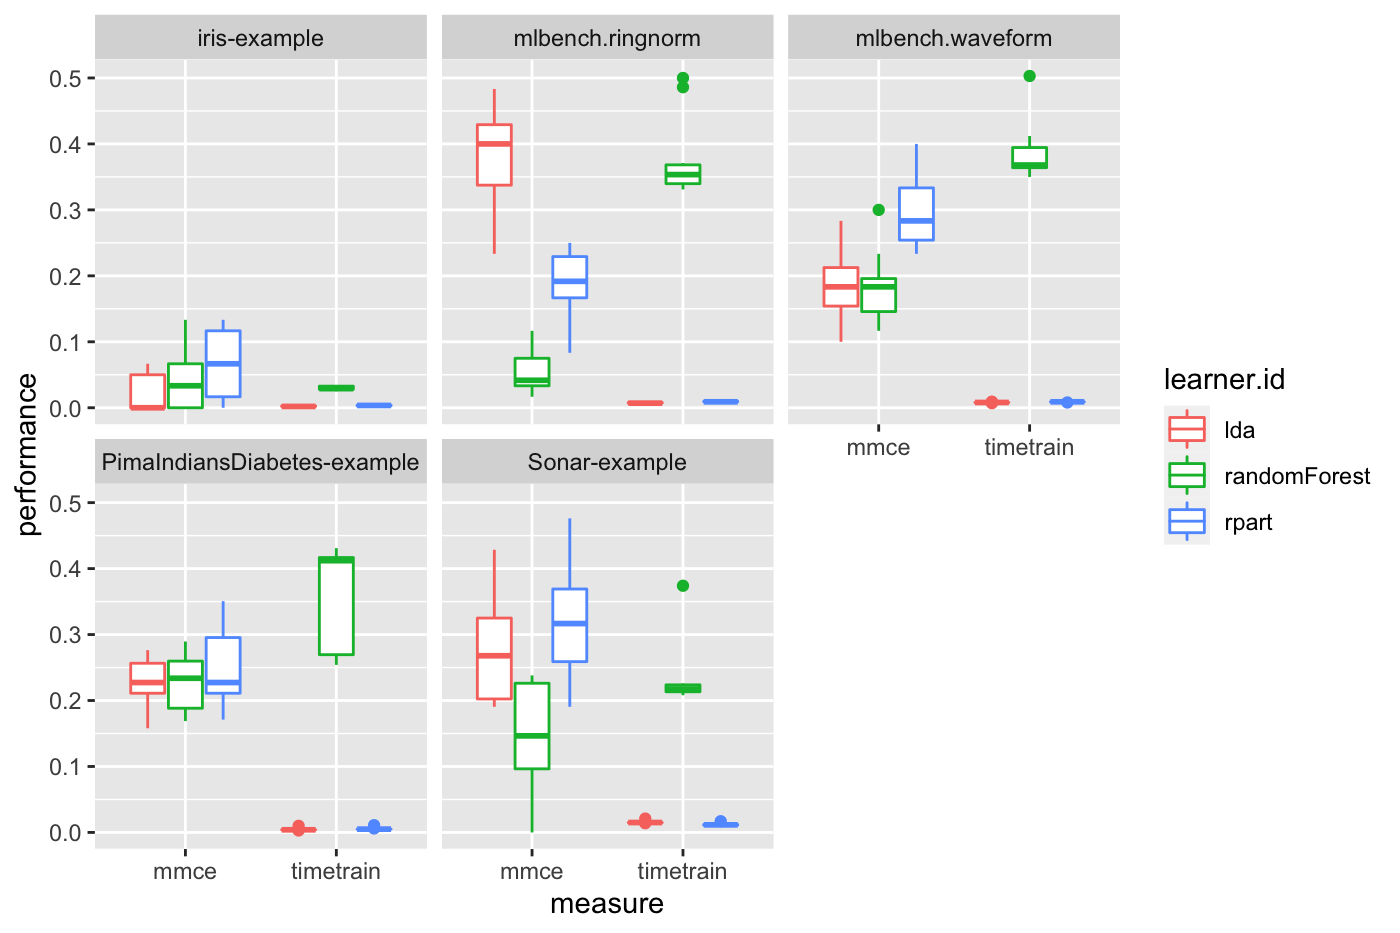 iris-example
mlbench.ringnorm
mlbench.waveform
0.5
0.4
0.3
0.2
0.1
0.0
mmce
timetrain
PimaIndiansDiabetes-example
Sonar-example
0.5
0.4
0.3
0.2
0.1
0.0
mmce
timetrain
mmce
timetrain
measure
performance
learner.id
lda
randomForest
rpart